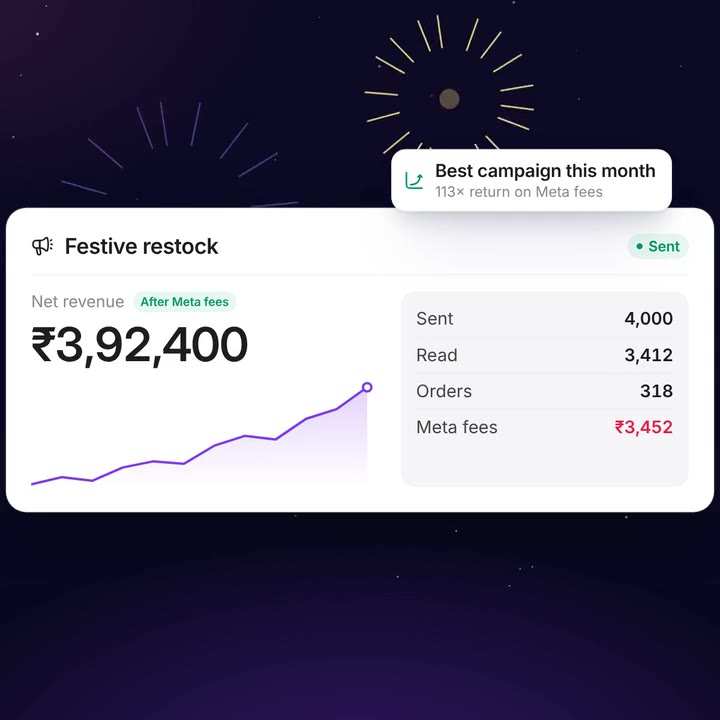 Best campaign this month
113× return on Meta fees
Festive restock
Sent
Net revenue After Meta fees
₹3,92,400
Sent 4,000
Read 3,412
Orders 318
Meta fees ₹3,452